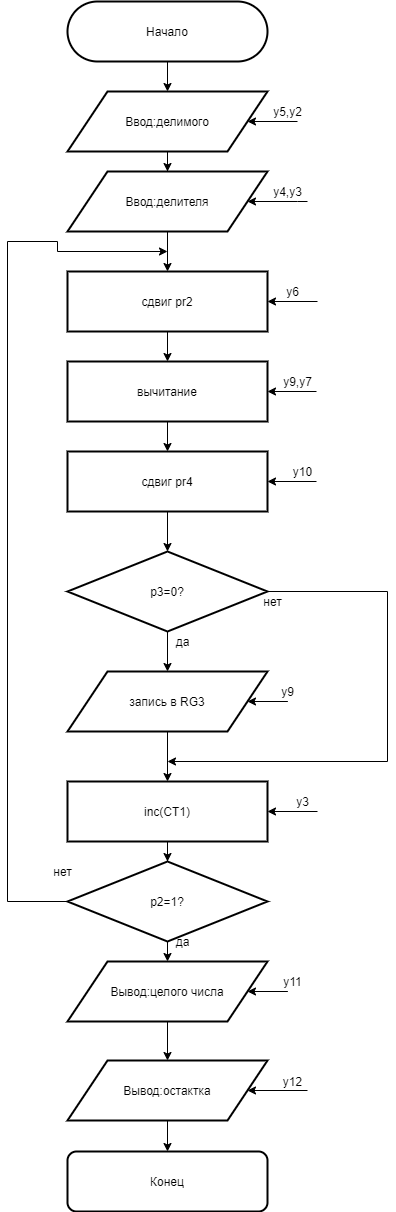 Начало
Ввод:делимого
y5,y2
Ввод:делителя
y4,y3
сдвиг pr2
y6
вычитание
y9,y7
сдвиг pr4
y10
p3=0?
нет
да
запись в RG3
y9
inc(CT1)
y3
нет
p2=1?
да
Вывод:целого числа
y11
Вывод:остактка
y12
Конец